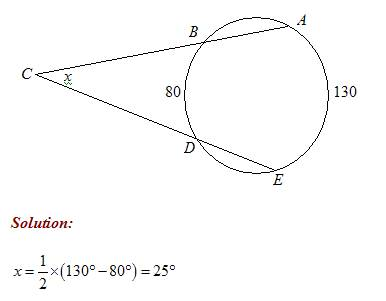 A
B
C
x
80
130
D
E
Solution:
x = 1/2 × (130° − 80°) = 25°